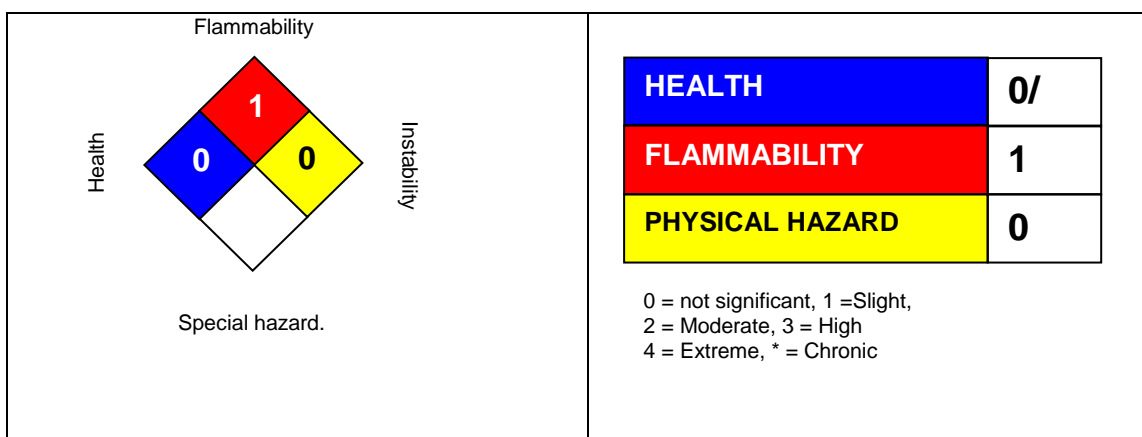 Flammability
1
Health
0
0
Instability
Special hazard.
HEALTH 0/
FLAMMABILITY 1
PHYSICAL HAZARD 0
0 = not significant, 1 =Slight,
2 = Moderate, 3 = High
4 = Extreme, * = Chronic